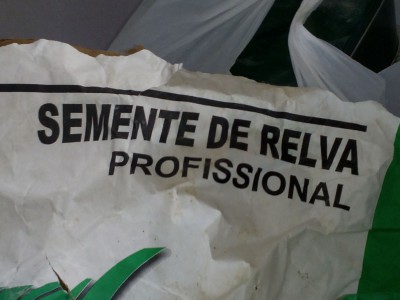 SEMENTE DE RELVA
PROFISSIONAL